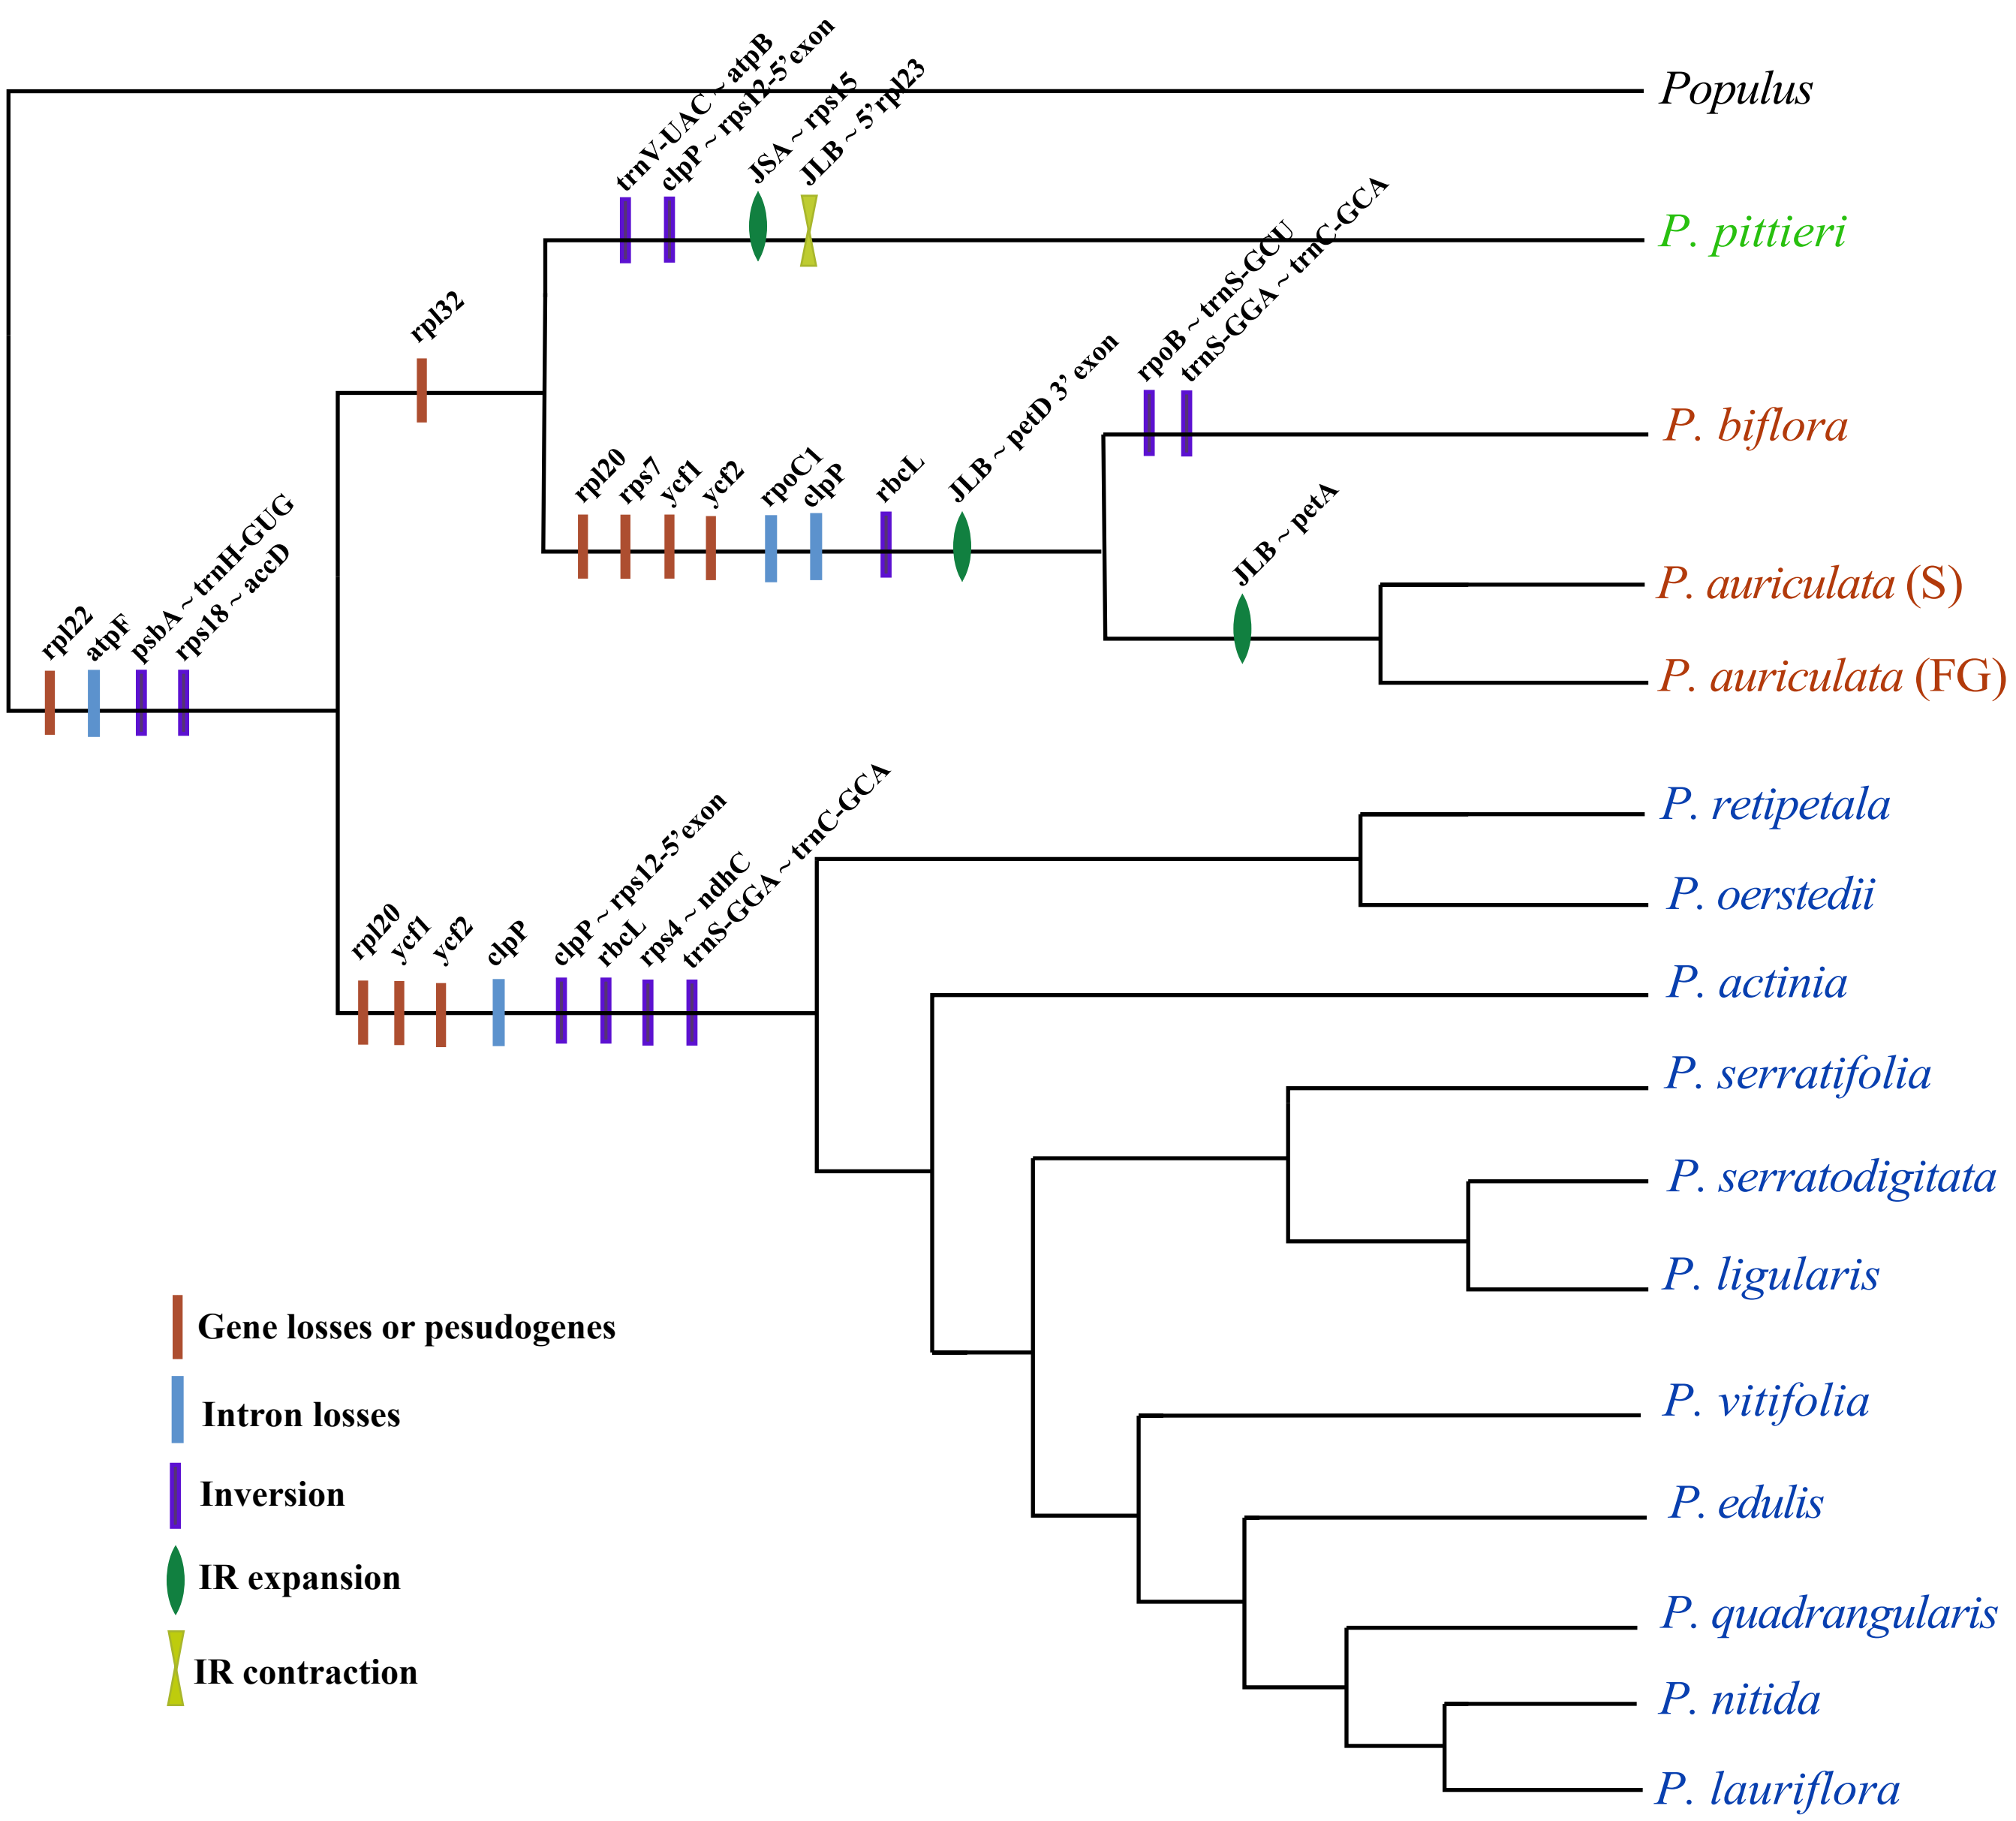 Populus
trnV-UAC ~ atpB
clpP ~ rps12-5’exon
JSA ~ rps15
JLB ~ 5’rpl23
P. pittieri
rpl32
rpoB ~ trnS-GCU
trnS-GGA ~ trnC-GCA
P. biflora
rpl20
rps7
ycf1
ycf2
rpoC1
clpP
rbcL
JLB ~ petD 3’ exon
JLB ~ petA
P. auriculata (S)
P. auriculata (FG)
rpl22
atpF
psbA ~ trnH-GUG
rps18 ~ accD
P. retipetala
P. oerstedii
rpl20
ycf1
ycf2
clpP
clpP ~ rps12-5’exon
rbcL
rps4 ~ ndhC
trnS-GGA ~ trnC-GCA
P. actinia
P. serratifolia
P. serratodigitata
P. ligularis
P. vitifolia
P. edulis
P. quadrangularis
P. nitida
P. lauriflora
Gene losses or pesudogenes
Intron losses
Inversion
IR expansion
IR contraction